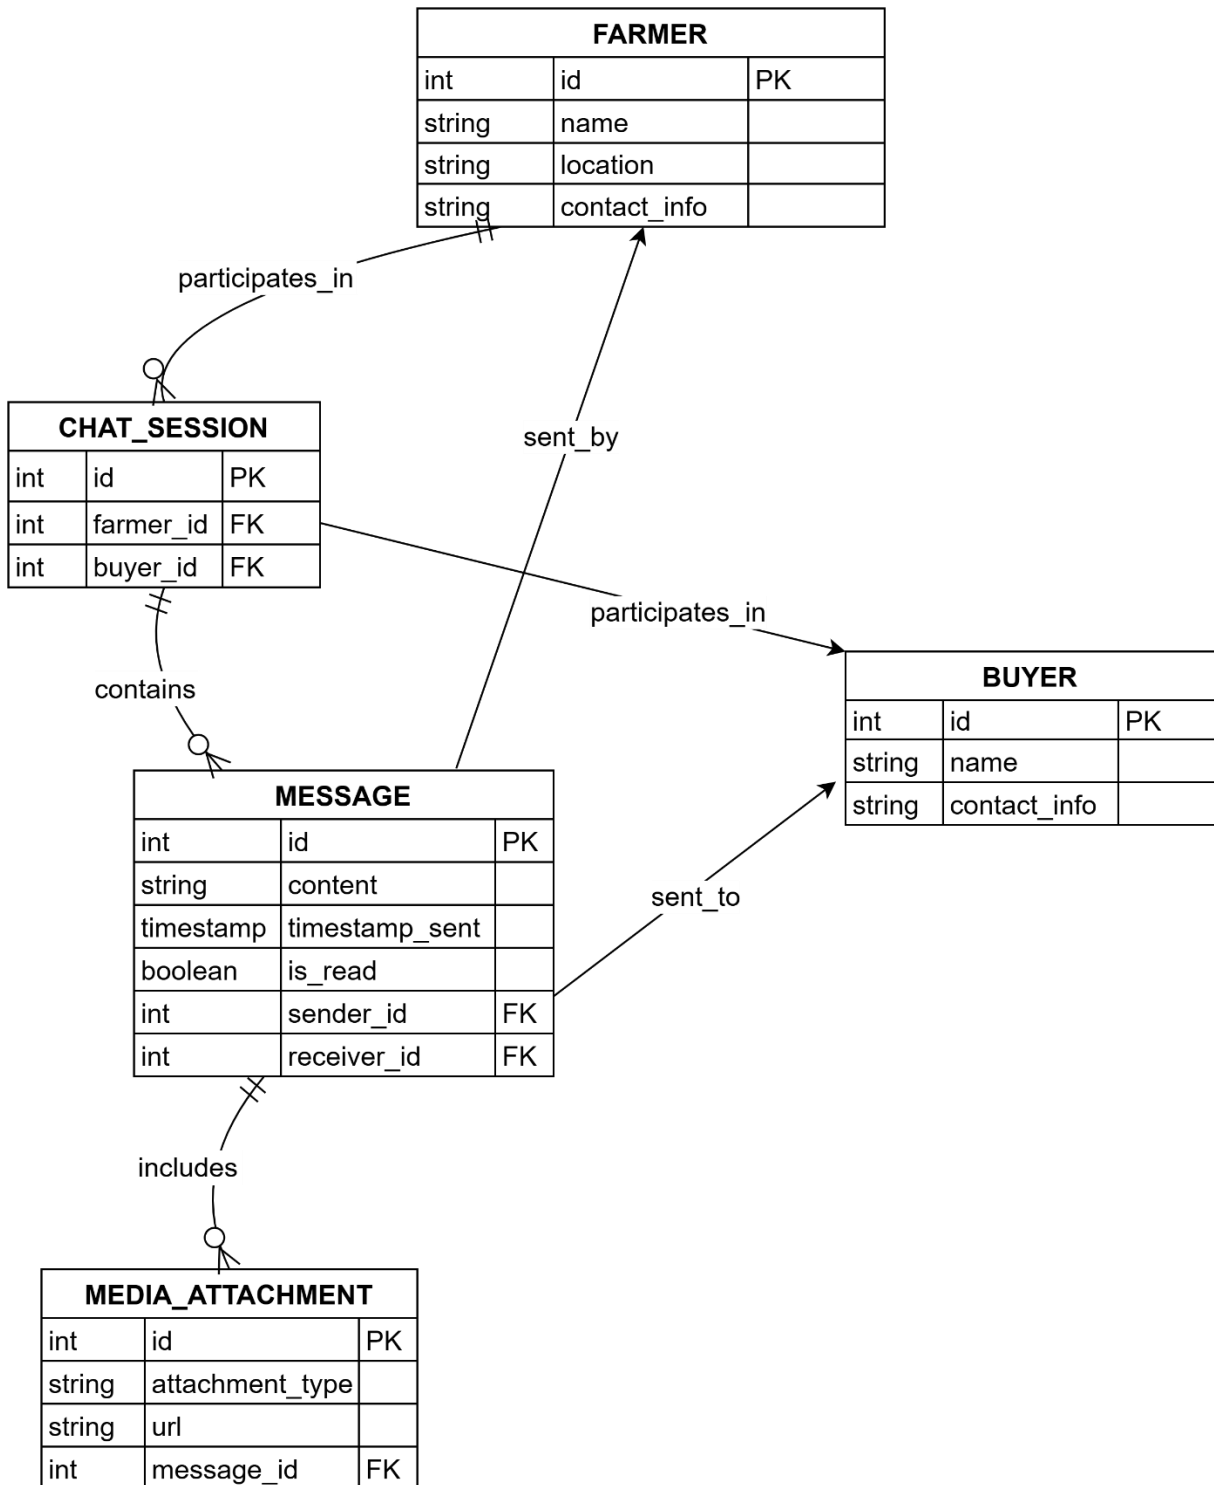 FARMER
int id PK
string name
string location
string contact_info
participates_in
CHAT_SESSION
int id PK
int farmer_id FK
int buyer_id FK
sent_by
participates_in
contains
BUYER
int id PK
string name
string contact_info
MESSAGE
int id PK
string content
timestamp timestamp_sent
boolean is_read
int sender_id FK
int receiver_id FK
sent_to
includes
MEDIA_ATTACHMENT
int id PK
string attachment_type
string url
int message_id FK